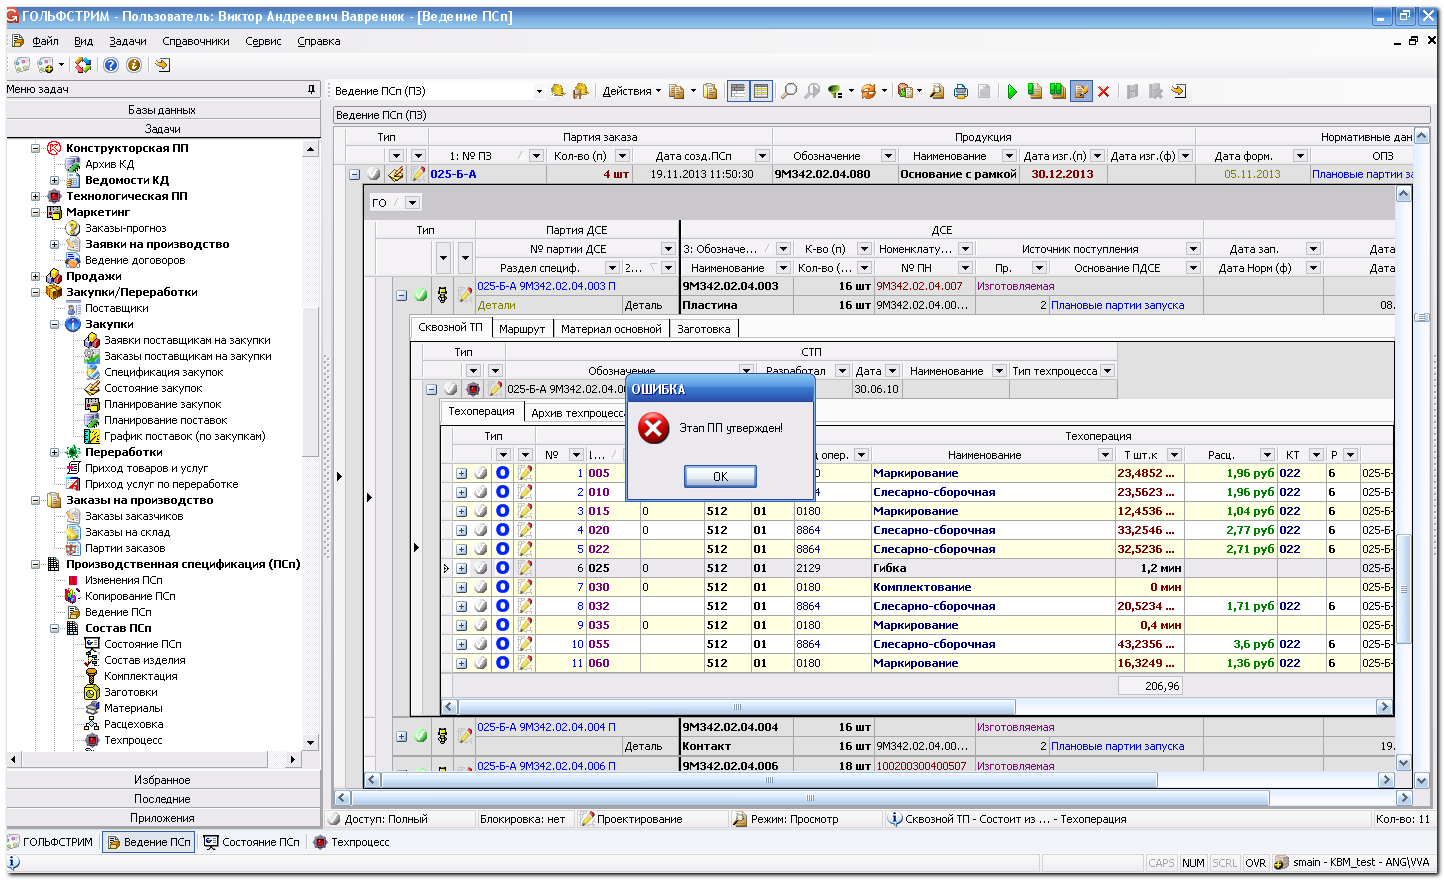 ГОЛЬФСТРИМ - Пользователь: Виктор Андреевич Вавренюк - [Ведение ПСп]
Файл Вид Задачи Справочники Сервис Справка
Меню задач
Базы данных
Задачи
Конструкторская ПП
Архив КД
Ведомости КД
Технологическая ПП
Маркетинг
Заказы-прогноз
Заявки на производство
Ведение договоров
Продажи
Закупки/Переработки
Поставщики
Закупки
Заявки поставщикам на закупки
Заказы поставщикам на закупки
Спецификация закупок
Состояние закупок
Планирование закупок
Планирование поставок
График поставок (по закупкам)
Переработки
Приход товаров и услуг
Приход услуг по переработке
Заказы на производство
Заказы заказчиков
Заказы на склад
Партии заказов
Производственная спецификация (ПСп)
Изменения ПСп
Копирование ПСп
Ведение ПСп
Состав ПСп
Состояние ПСп
Состав изделия
Комплектация
Заготовки
Материалы
Расцеховка
Техпроцесс
Избранное
Последние
Приложения
Ведение ПСп (ПЗ) Действия
Ведение ПСп (ПЗ)
Тип Партия заказа Продукция Нормативные дан
1: № ПЗ Кол-во (п) Дата созд.ПСп Обозначение Наименование Дата изг.(п) Дата изг.(ф) Дата форм. ОПЗ
025-Б-А 4 шт 19.11.2013 11:50:30 9М342.02.04.080 Основание с рамкой 30.12.2013 05.11.2013 Плановые партии за
ГО
Тип Партия ДСЕ ДСЕ
№ партии ДСЕ 3: Обозначе... К-во (п) Номенклату... Источник поступления Дата зап. Дата
Раздел специф. 2... Наименование Кол-во (... № ПН Пр. Основание ПДСЕ Дата Норм (ф) Дата
025-Б-А 9М342.02.04.003 П 9М342.02.04.003 16 шт 9М342.02.04.007 Изготовляемая
Детали Деталь Пластина 16 шт 9М342.02.04.00... 2 Плановые партии запуска 08.
Сквозной ТП Маршрут Материал основной Заготовка
Тип СТП
Обозначение Разработал Дата Наименование Тип техпроцесса
025-Б-А 9М342.02.04.00 30.06.10
Техоперация Архив техпроцесса
Тип Техоперация
№ 1... д опер. Наименование Т шт.к Расц. КТ Р
1 005 0 Маркирование 23,4852 ... 1,96 руб 022 6 025-Б-
2 010 4 Слесарно-сборочная 23,5623 ... 1,96 руб 022 6 025-Б-
3 015 0 512 01 0180 Маркирование 12,4536 ... 1,04 руб 022 6 025-Б-
4 020 0 512 01 8864 Слесарно-сборочная 33,2546 ... 2,77 руб 022 6 025-Б-
5 022 512 01 8864 Слесарно-сборочная 32,5236 ... 2,71 руб 022 6 025-Б-
6 025 0 512 01 2129 Гибка 1,2 мин 025-Б-
7 030 0 512 01 0180 Комплектование 0 мин 025-Б-
8 032 512 01 8864 Слесарно-сборочная 20,5234 ... 1,71 руб 022 6 025-Б-
9 035 0 512 01 0180 Маркирование 0,4 мин 025-Б-
10 055 512 01 8864 Слесарно-сборочная 43,2356 ... 3,6 руб 022 6 025-Б-
11 060 512 01 0180 Маркирование 16,3249 ... 1,36 руб 022 6 025-Б-
206,96
025-Б-А 9М342.02.04.004 П 9М342.02.04.004 16 шт Изготовляемая
Деталь Контакт 16 шт 9М342.02.04.00... 2 Плановые партии запуска 19.
025-Б-А 9М342.02.04.006 П 9М342.02.04.006 18 шт 100200300400507 Изготовляемая
ОШИБКА
Этап ПП утвержден!
OK
Доступ: Полный Блокировка: нет Проектирование Режим: Просмотр Сквозной ТП - Состоит из ... - Техоперация Кол-во: 11
ГОЛЬФСТРИМ Ведение ПСп Состояние ПСп Техпроцесс
CAPS NUM SCRL OVR smain - KBM_test - ANG\VVA